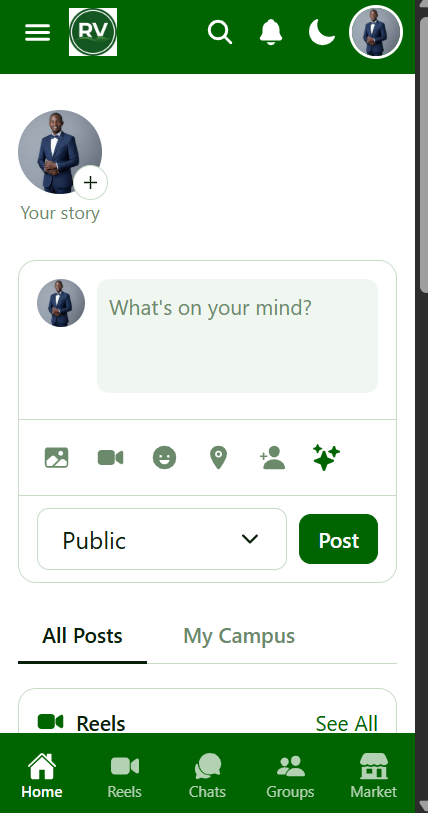 RV
Your story
What's on your mind?
Public
Post
All Posts
My Campus
Reels
See All
Home
Reels
Chats
Groups
Market